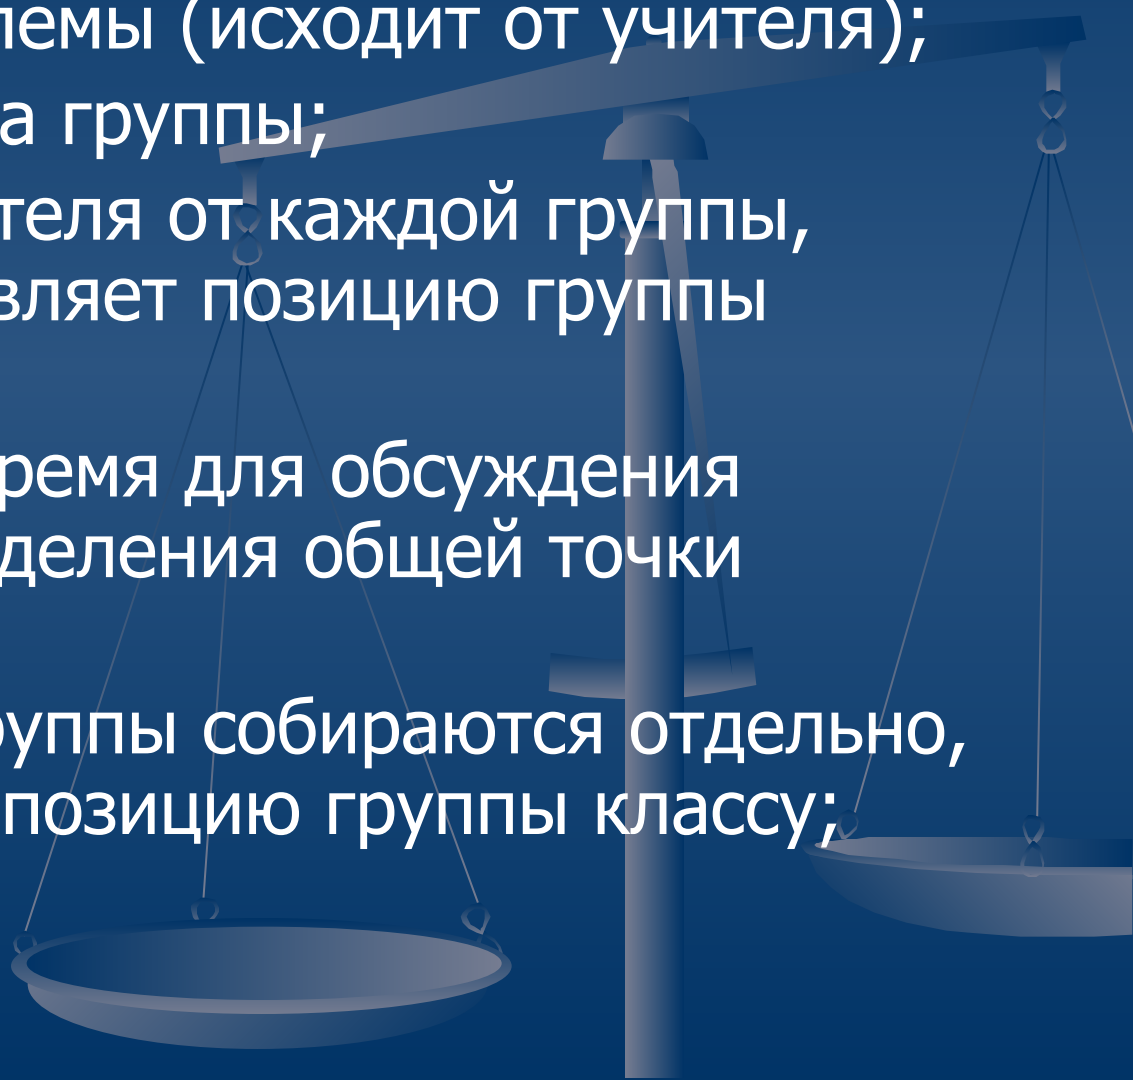 лемы (исходит от учителя);
а группы;
теля от каждой группы,
вляет позицию группы
ремя для обсуждения
деления общей точки
руппы собираются отдельно,
позицию группы классу;